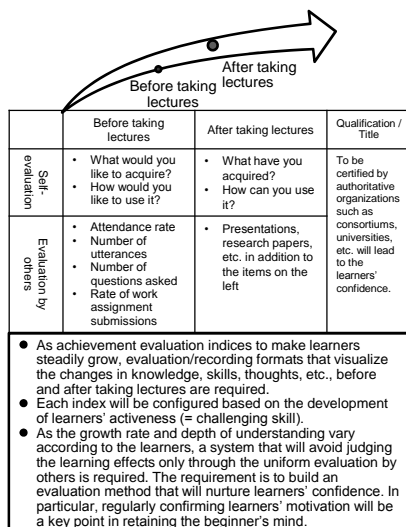 After taking
lectures
Before taking
lectures
Before taking
lectures
After taking lectures
Qualification /
Title
Self-
evaluation
• What would you
like to acquire?
• How would you
like to use it?
• What have you
acquired?
• How can you use
it?
To be
certified by
authoritative
organizations
such as
consortiums,
universities,
etc. will lead to
the learners'
confidence.
Evaluation by
others
• Attendance rate
• Number of
utterances
• Number of
questions asked
• Rate of work
assignment
submissions
• Presentations,
research papers,
etc. in addition to
the items on the
left
● As achievement evaluation indices to make learners
steadily grow, evaluation/recording formats that visualize
the changes in knowledge, skills, thoughts, etc., before
and after taking lectures are required.
● Each index will be configured based on the development
of learners' activeness (= challenging skill).
● As the growth rate and depth of understanding vary
according to the learners, a system that will avoid judging
the learning effects only through the uniform evaluation by
others is required. The requirement is to build an
evaluation method that will nurture learners' confidence. In
particular, regularly confirming learners' motivation will be
a key point in retaining the beginner's mind.